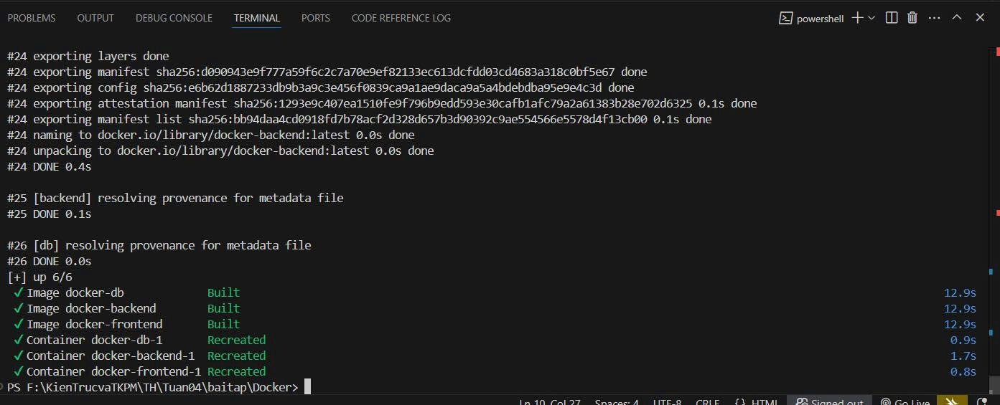 PROBLEMS OUTPUT DEBUG CONSOLE TERMINAL PORTS CODE REFERENCE LOG powershell
#24 exporting layers done
#24 exporting manifest sha256:d090943e9f777a59f6c2c7a70e9ef82133ec613dcfdd03cd4683a318c0bf5e67 done
#24 exporting config sha256:e6b62d1887233db9b3a9c3e456f0839ca9a1ae9daca9a5a4bdebdba95e9e4c3d done
#24 exporting attestation manifest sha256:1293e9c407ea1510fe9f796b9edd593e30cafb1afc79a2a61383b28e702d6325 0.1s done
#24 exporting manifest list sha256:bb94daa4cd0918fd7b78acf2d328d657b3d90392c9ae554566e5578d4f13cb00 0.1s done
#24 naming to docker.io/library/docker-backend:latest 0.0s done
#24 unpacking to docker.io/library/docker-backend:latest 0.0s done
#24 DONE 0.4s
#25 [backend] resolving provenance for metadata file
#25 DONE 0.1s
#26 [db] resolving provenance for metadata file
#26 DONE 0.0s
[+] up 6/6
✔ Image docker-db Built 12.9s
✔ Image docker-backend Built 12.9s
✔ Image docker-frontend Built 12.9s
✔ Container docker-db-1 Recreated 0.9s
✔ Container docker-backend-1 Recreated 1.7s
✔ Container docker-frontend-1 Recreated 0.8s
PS F:\KienTrucvaTKPM\TH\Tuan04\baitap\Docker>
Ln 10, Col 27 Spaces: 4 UTF-8 CRLF {} HTML Signed out Go Live